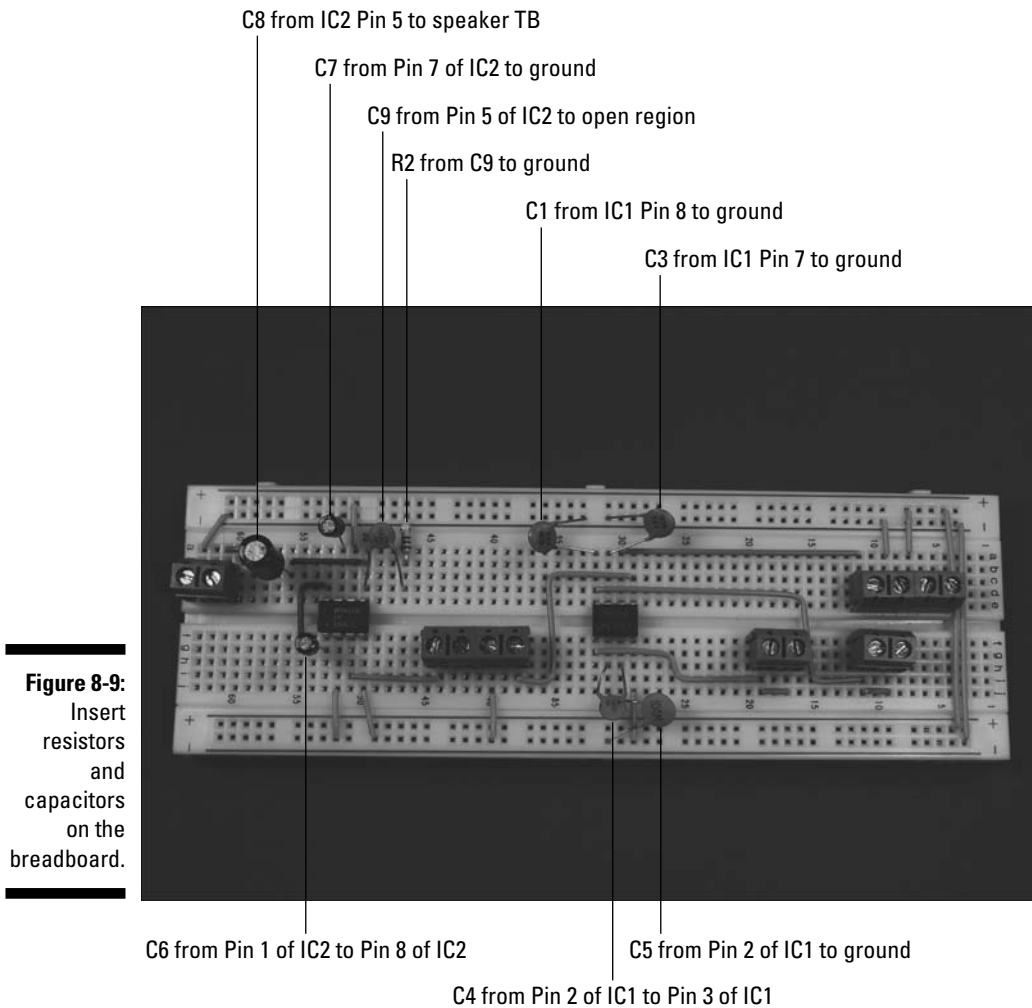 C8 from IC2 Pin 5 to speaker TB
C7 from Pin 7 of IC2 to ground
C9 from Pin 5 of IC2 to open region
R2 from C9 to ground
C1 from IC1 Pin 8 to ground
C3 from IC1 Pin 7 to ground
Figure 8-9:
Insert
resistors
and
capacitors
on the
breadboard.
C6 from Pin 1 of IC2 to Pin 8 of IC2
C5 from Pin 2 of IC1 to ground
C4 from Pin 2 of IC1 to Pin 3 of IC1